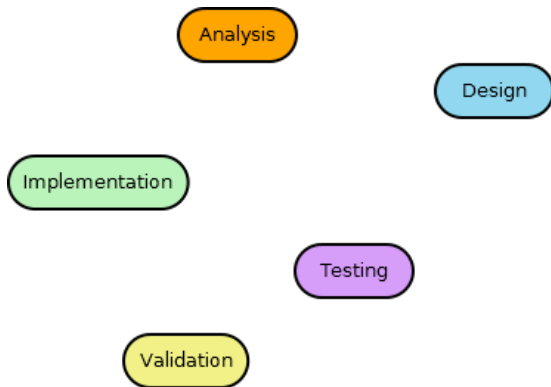 Analysis
Design
Implementation
Testing
Validation